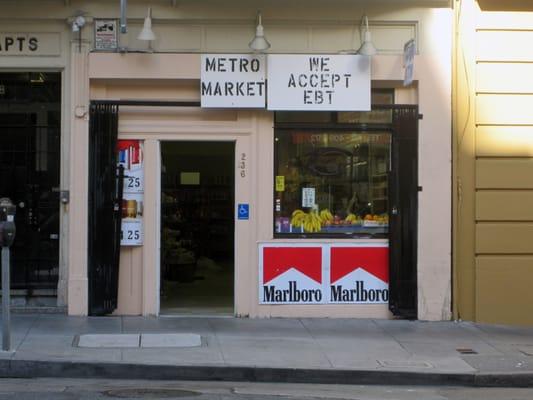 APTS
METRO
MARKET
WE
ACCEPT
EBT
236
25
25
Marlboro
Marlboro